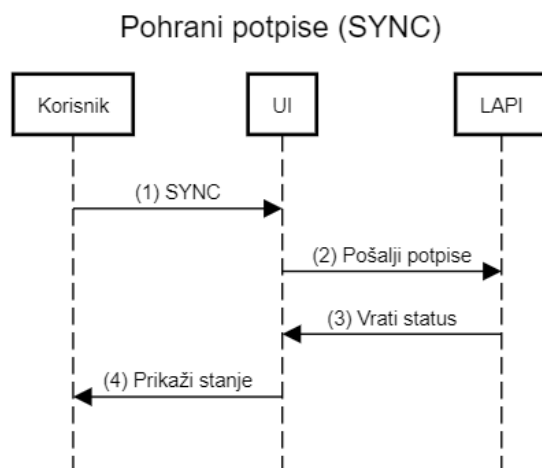 Pohrani potpise (SYNC)
Korisnik
UI
LAPI
(1) SYNC
(2) Pošalji potpise
(3) Vrati status
(4) Prikaži stanje